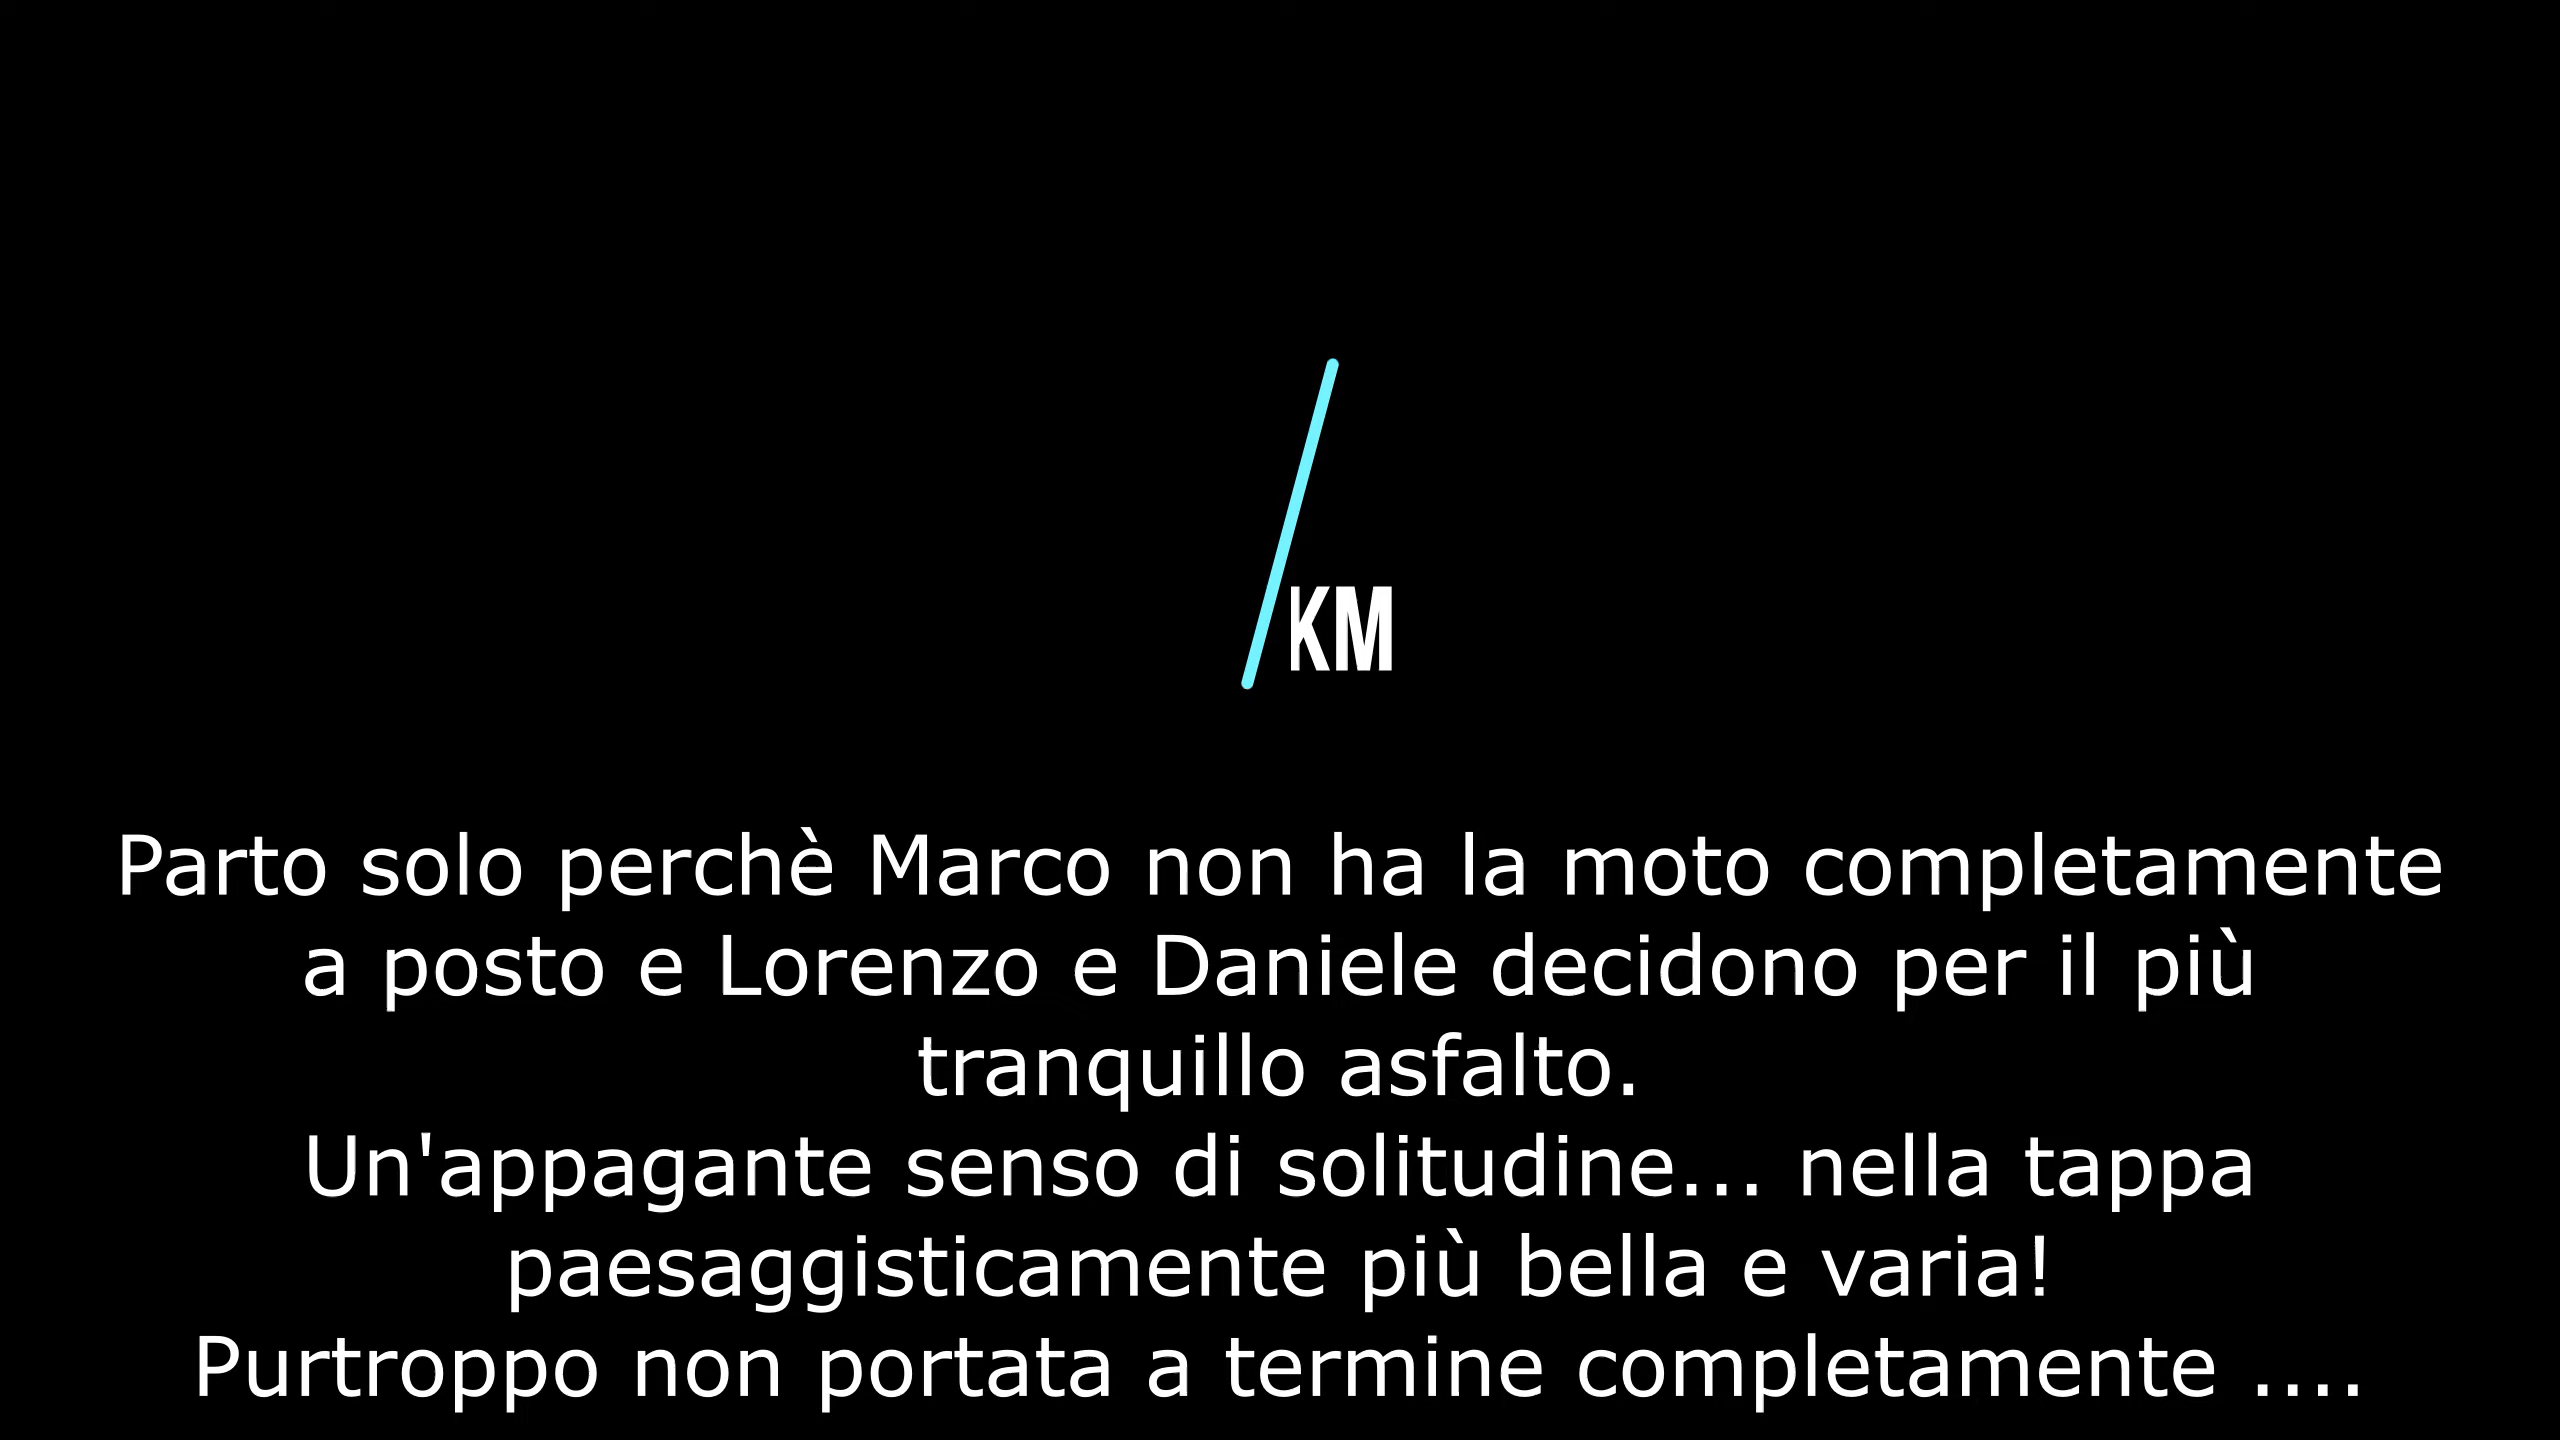 KM
Parto solo perchè Marco non ha la moto completamente
a posto e Lorenzo e Daniele decidono per il più
tranquillo asfalto.
Un'appagante senso di solitudine... nella tappa
paesaggisticamente più bella e varia!
Purtroppo non portata a termine completamente ....